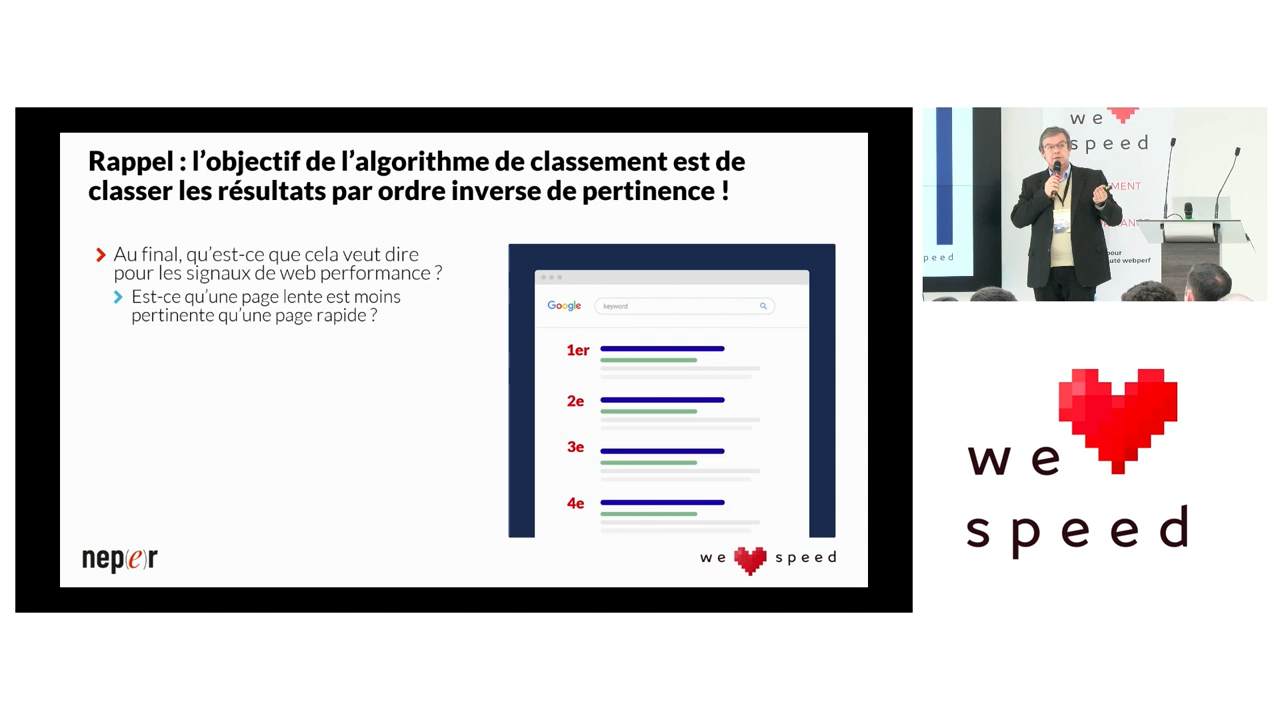 Rappel : l’objectif de l’algorithme de classement est de
classer les résultats par ordre inverse de pertinence !
Au final, qu’est-ce que cela veut dire
pour les signaux de web performance ?
Est-ce qu’une page lente est moins
pertinente qu’une page rapide ?
Google
keyword
1er
2e
3e
4e
nep(e)r
we speed
we
speed
peed
we
speed